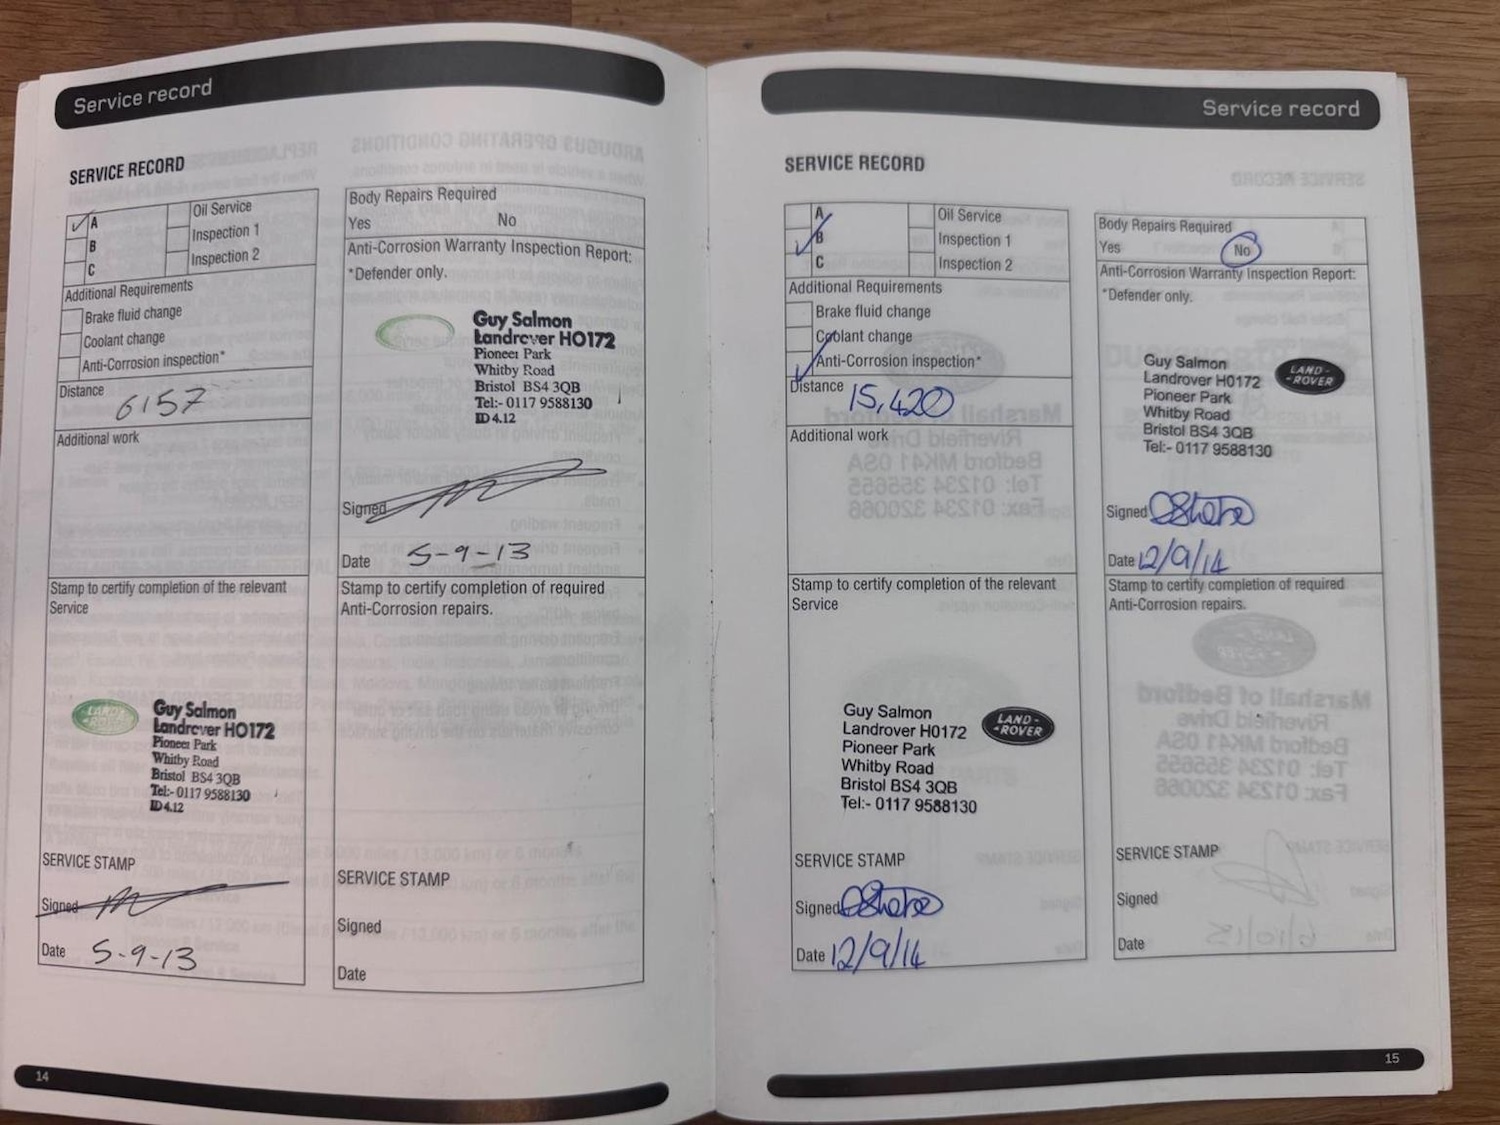 Service record
SERVICE RECORD
✓ A
B
C
Oil Service
Inspection 1
Inspection 2
Additional Requirements
Brake fluid change
Coolant change
Anti-Corrosion inspection*
Distance
6157
Additional work
Stamp to certify completion of the relevant
Service
LAND
ROVER
Guy Salmon
Landrover HO172
Pioneer Park
Whitby Road
Bristol BS4 3QB
Tel:- 0117 9588130
ID 4.12
SERVICE STAMP
Signed
Date 5-9-13
Body Repairs Required
Yes No
Anti-Corrosion Warranty Inspection Report:
*Defender only.
Guy Salmon
Landrover HO172
Pioneer Park
Whitby Road
Bristol BS4 3QB
Tel:- 0117 9588130
ID 4.12
Signed
Date 5-9-13
Stamp to certify completion of required
Anti-Corrosion repairs.
SERVICE STAMP
Signed
Date
14
Service record
SERVICE RECORD
A
✓ B
C
Oil Service
Inspection 1
Inspection 2
Additional Requirements
Brake fluid change
Coolant change
✓ Anti-Corrosion inspection*
Distance
15,420
Additional work
Stamp to certify completion of the relevant
Service
Guy Salmon
Landrover H0172
Pioneer Park
Whitby Road
Bristol BS4 3QB
Tel:- 0117 9588130
LAND-
-ROVER
SERVICE STAMP
Signed
Date 12/9/14
Body Repairs Required
Yes No
Anti-Corrosion Warranty Inspection Report:
*Defender only.
Guy Salmon
Landrover H0172
Pioneer Park
Whitby Road
Bristol BS4 3QB
Tel:- 0117 9588130
LAND-
-ROVER
Signed
Date 12/9/14
Stamp to certify completion of required
Anti-Corrosion repairs.
SERVICE STAMP
Signed
Date
15